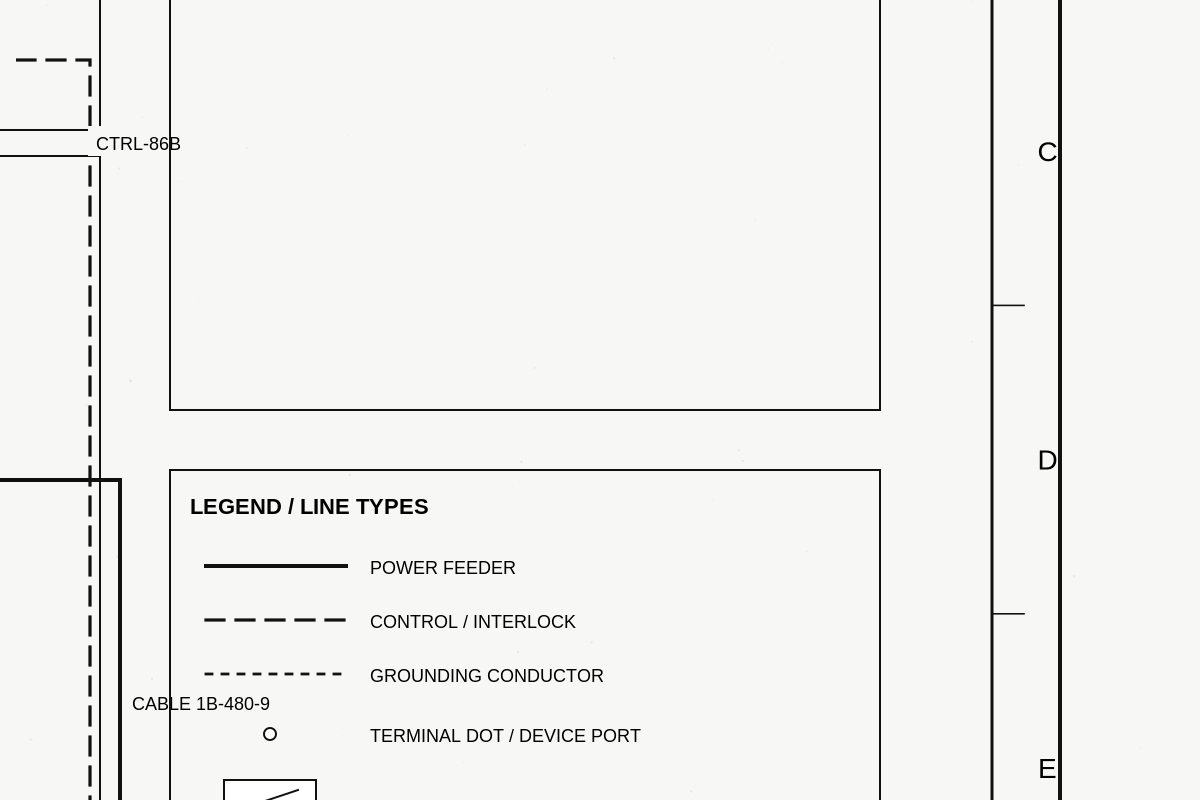 CTRL-86B
C
D
LEGEND / LINE TYPES
POWER FEEDER
CONTROL / INTERLOCK
GROUNDING CONDUCTOR
CABLE 1B-480-9
TERMINAL DOT / DEVICE PORT
E